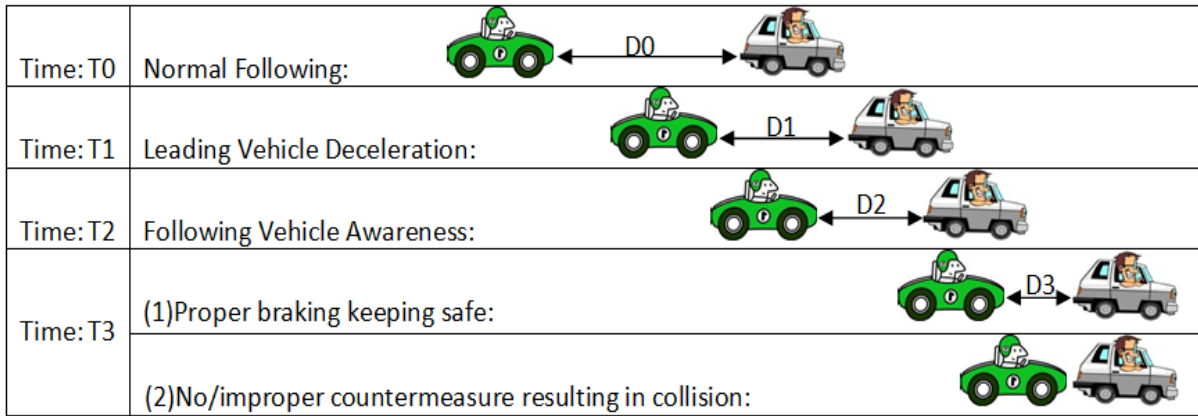 Time: T0
Normal Following:
D0
Time: T1
Leading Vehicle Deceleration:
D1
Time: T2
Following Vehicle Awareness:
D2
Time: T3
(1)Proper braking keeping safe:
D3
(2)No/improper countermeasure resulting in collision: